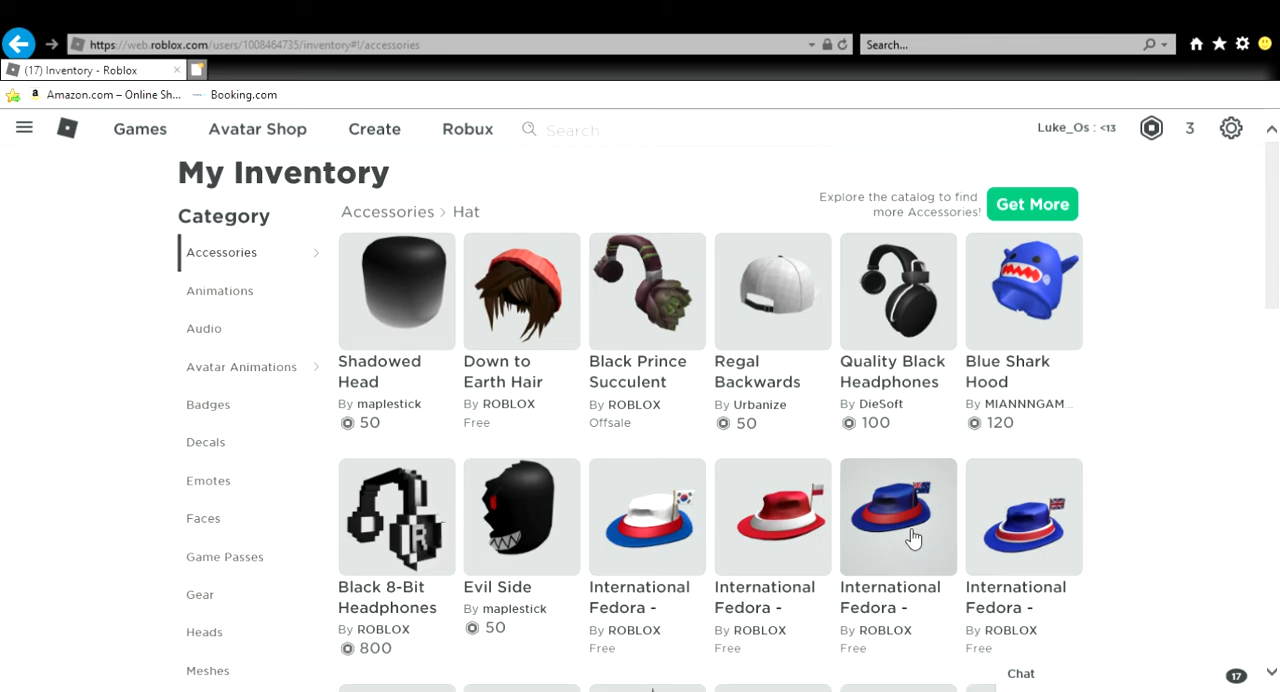 https://web.roblox.com/users/1008464735/inventory#!/accessories
Search...
(17) Inventory - Roblox
Amazon.com – Online Sh...
Booking.com
Games
Avatar Shop
Create
Robux
Search
Luke_Os : <13
3
My Inventory
Category
Accessories
Animations
Audio
Avatar Animations
Badges
Decals
Emotes
Faces
Game Passes
Gear
Heads
Meshes
Accessories > Hat
Explore the catalog to find
more Accessories!
Get More
Shadowed
Head
By maplestick
50
Down to
Earth Hair
By ROBLOX
Free
Black Prince
Succulent
By ROBLOX
Offsale
Regal
Backwards
By Urbanize
50
Quality Black
Headphones
By DieSoft
100
Blue Shark
Hood
By MIANNNGAM...
120
R
Black 8-Bit
Headphones
By ROBLOX
800
Evil Side
By maplestick
50
International
Fedora -
By ROBLOX
Free
International
Fedora -
By ROBLOX
Free
International
Fedora -
By ROBLOX
Free
International
Fedora -
By ROBLOX
Free
Chat
17